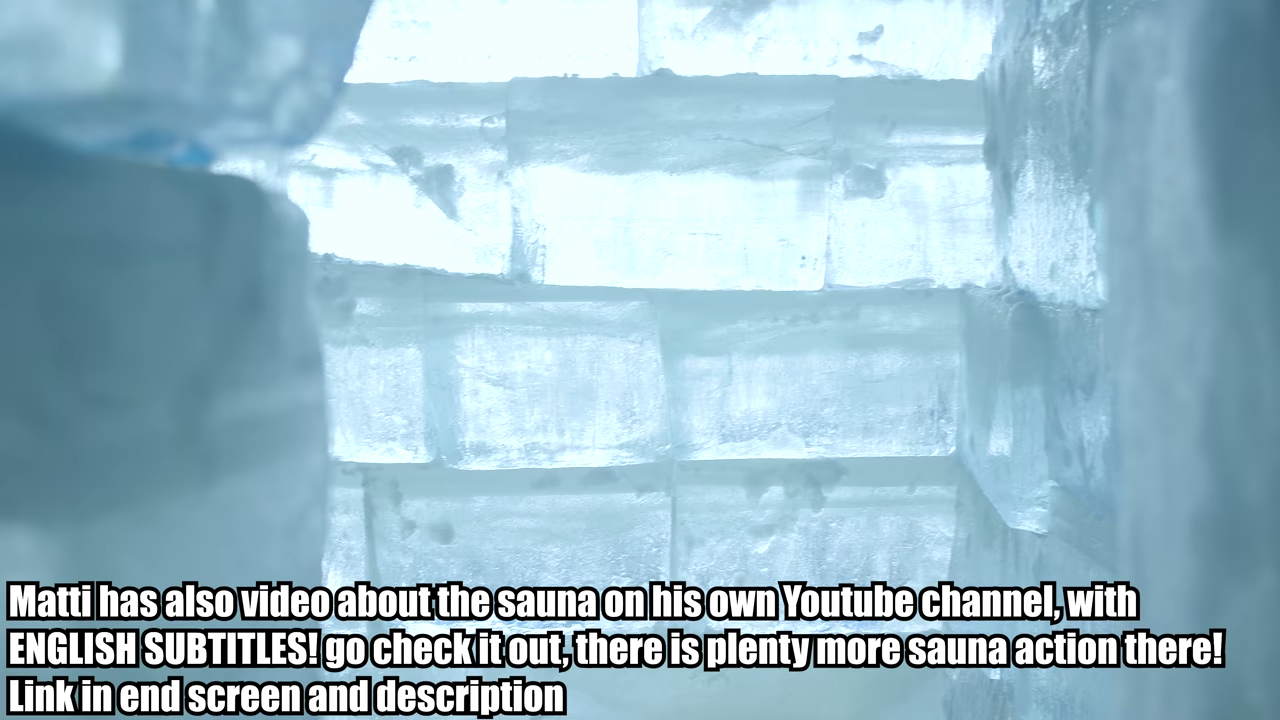 Matti has also video about the sauna on his own Youtube channel, with
ENGLISH SUBTITLES! go check it out, there is plenty more sauna action there!
Link in end screen and description